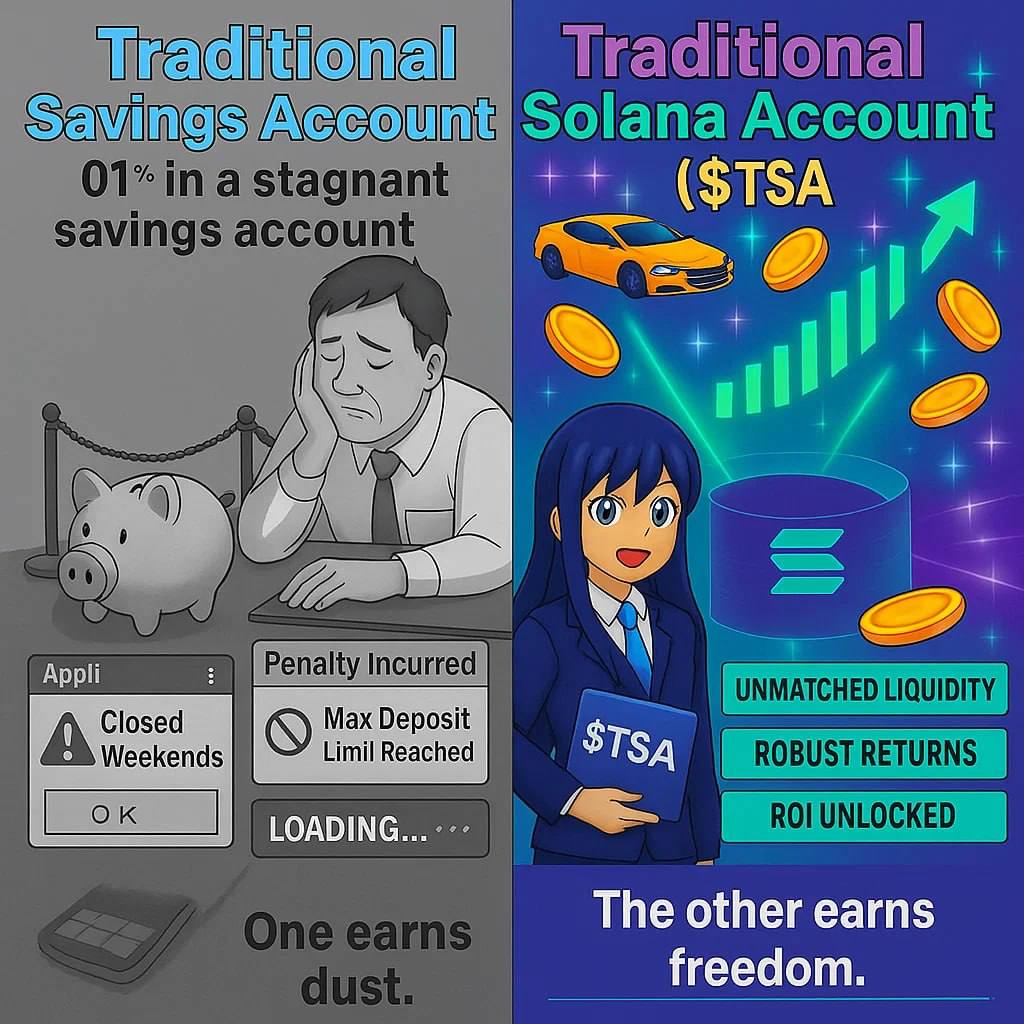 Traditional
Savings Account
01% in a stagnant
savings account
Appli
Closed
Weekends
OK
Penalty Incurred
Max Deposit
Limil Reached
LOADING... ...
One earns
dust.
Traditional
Solana Account
($TSA
$TSA
UNMATCHED LIQUIDITY
ROBUST RETURNS
ROI UNLOCKED
The other earns
freedom.